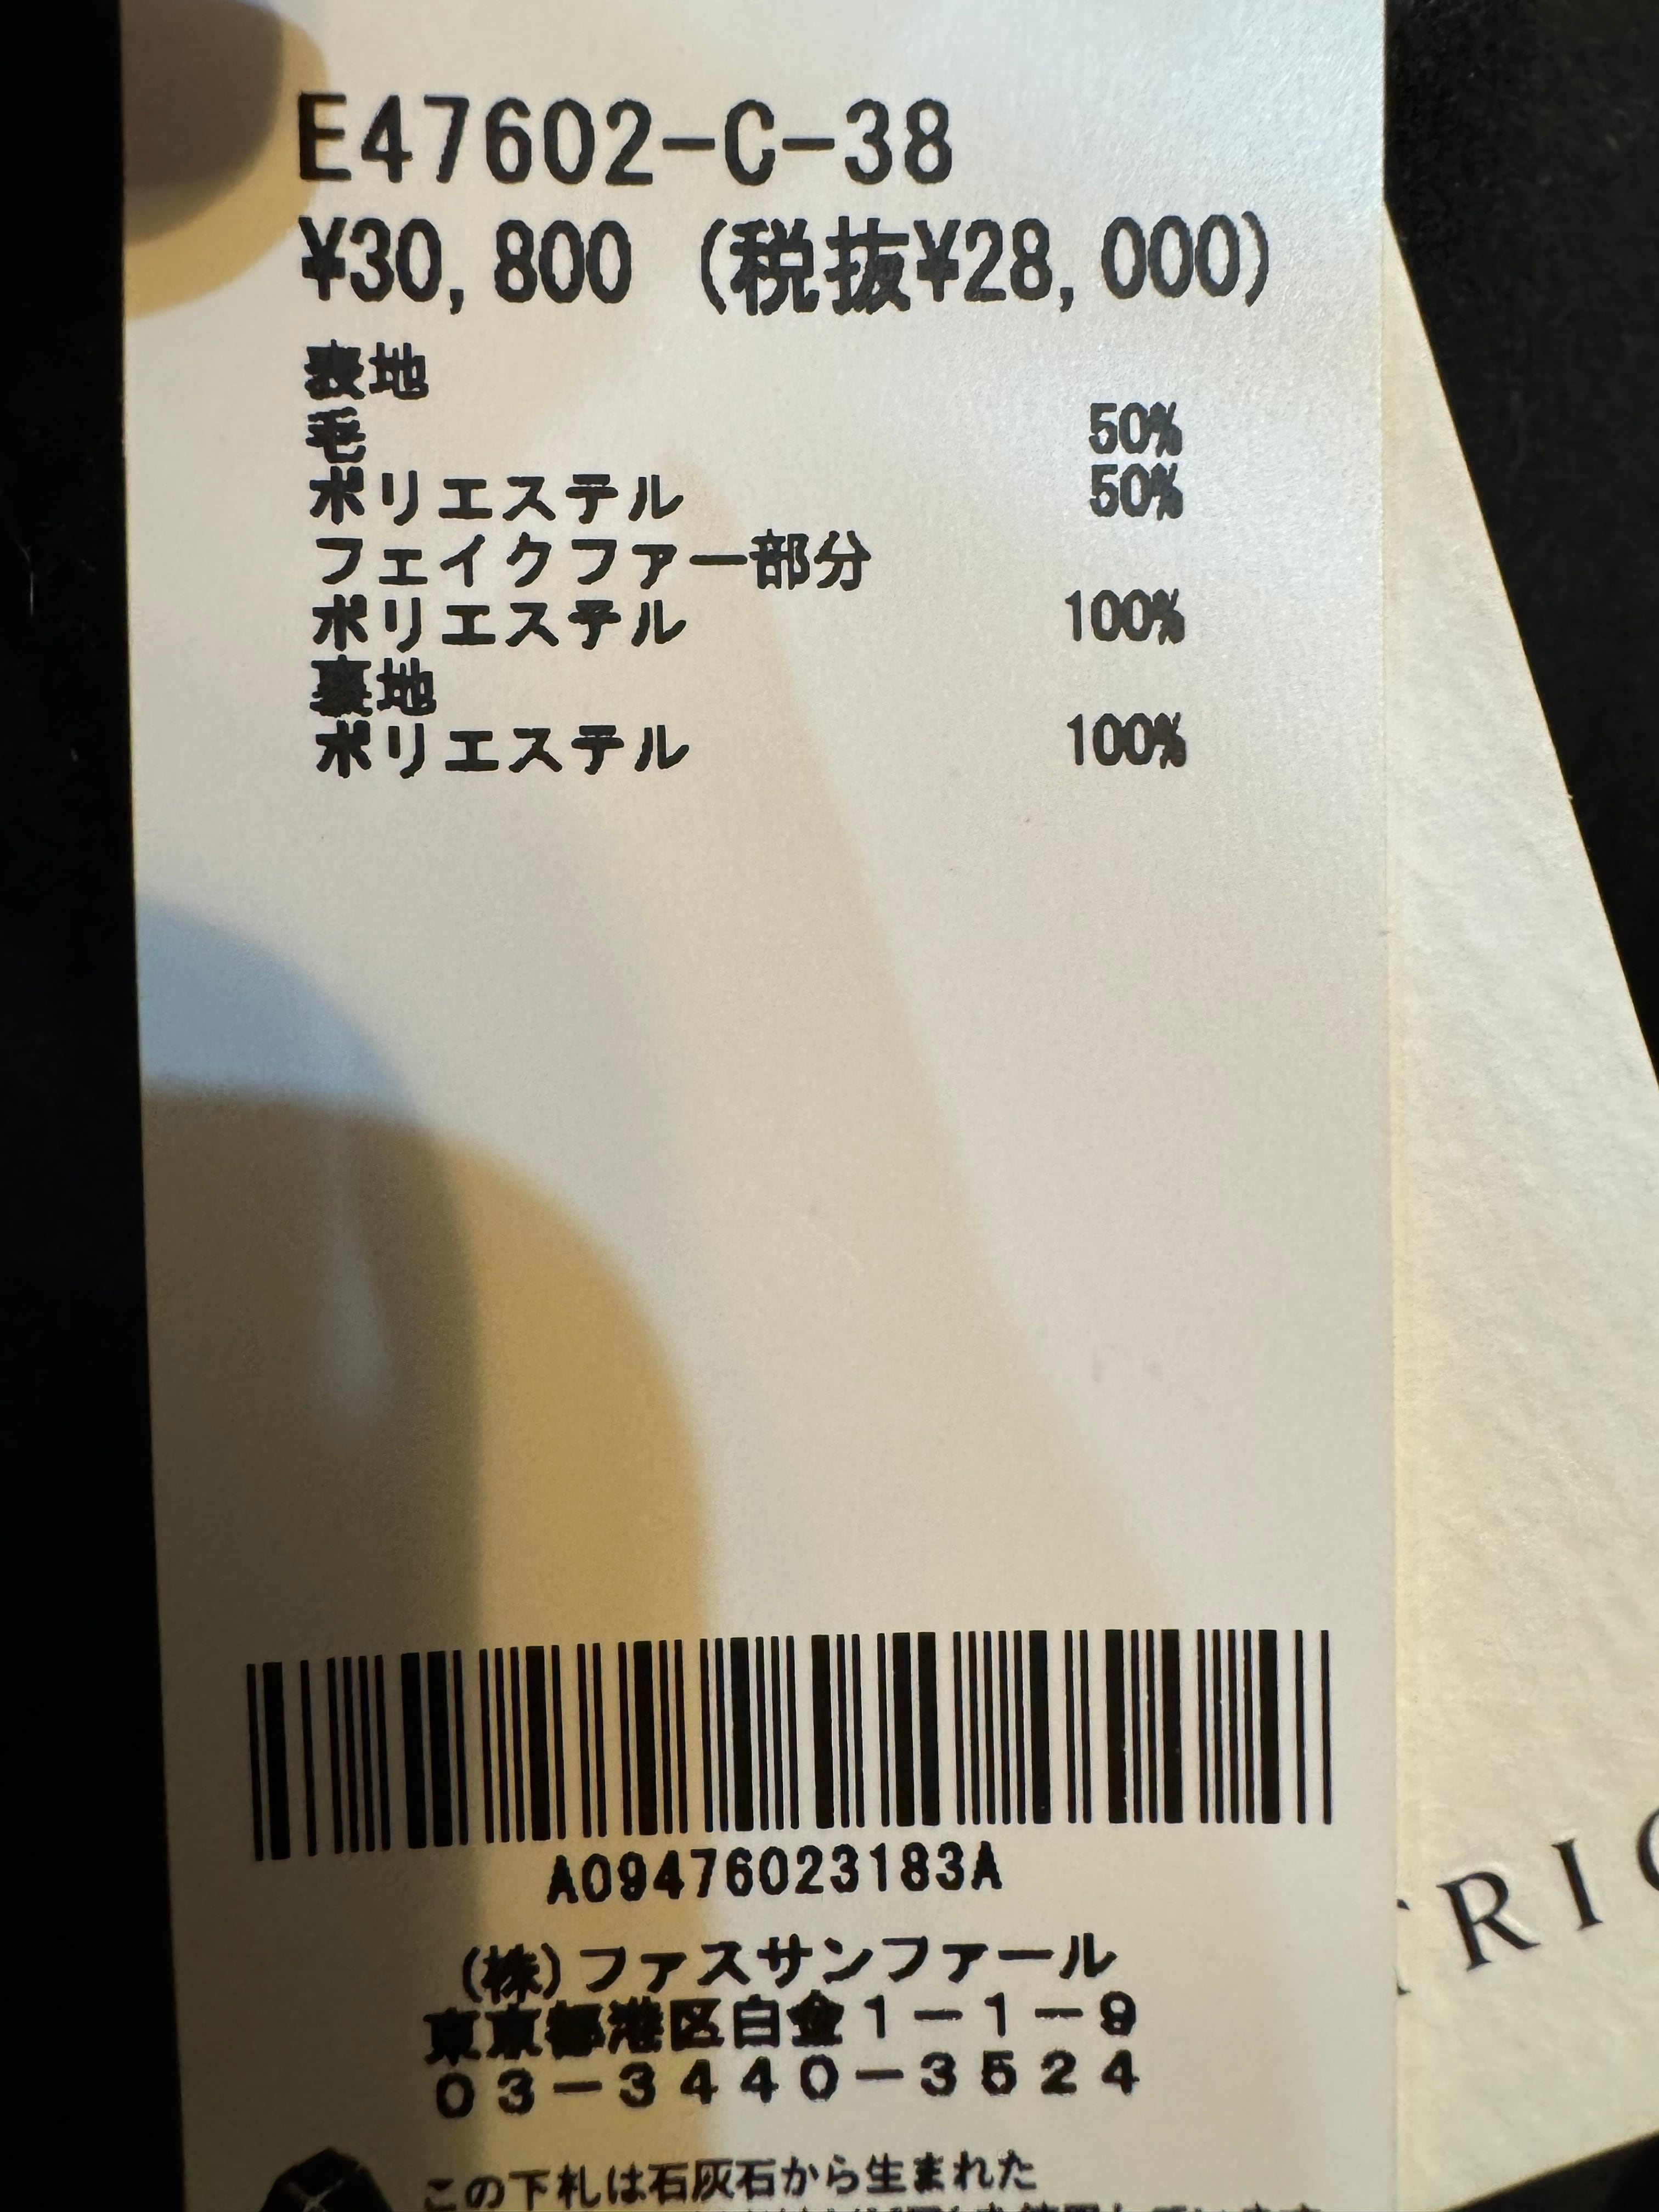 E47602-C-38
¥30,800 (税抜¥28,000)
表地
毛 50%
ポリエステル 50%
フェイクファー部分
ポリエステル 100%
裏地
ポリエステル 100%
A09476023183A
(株)ファスサンファール
東京都港区白金1-1-9
03-3440-3524
この下札は石灰石から生まれた
RI